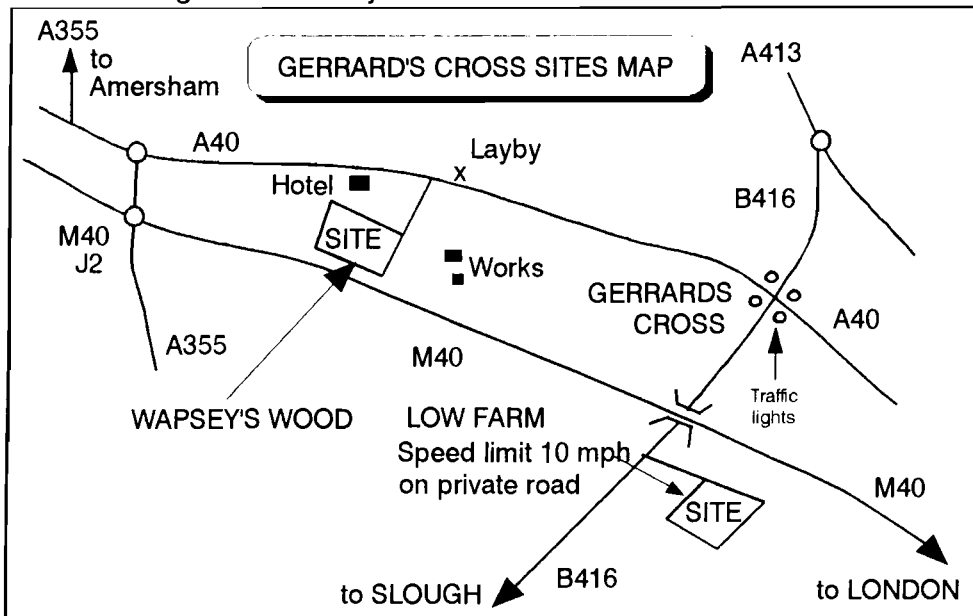 A355
to
Amersham
GERRARD'S CROSS SITES MAP
A413
A40
Layby
x
Hotel
B416
SITE
M40
J2
Works
GERRARDS
CROSS
A40
A355
M40
Traffic
lights
WAPSEY'S WOOD
LOW FARM
Speed limit 10 mph
on private road
M40
SITE
B416
to SLOUGH
to LONDON